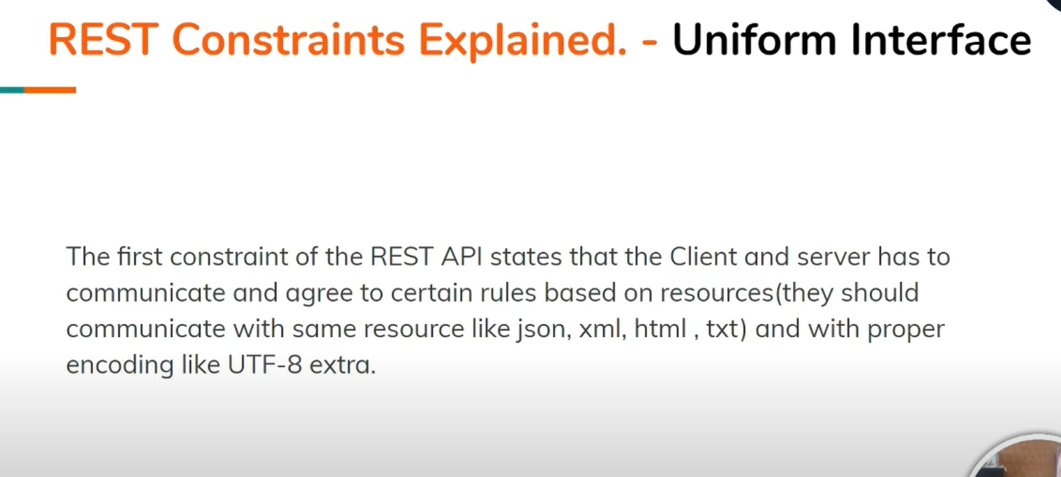 REST Constraints Explained. - Uniform Interface
The first constraint of the REST API states that the Client and server has to
communicate and agree to certain rules based on resources(they should
communicate with same resource like json, xml, html , txt) and with proper
encoding like UTF-8 extra.